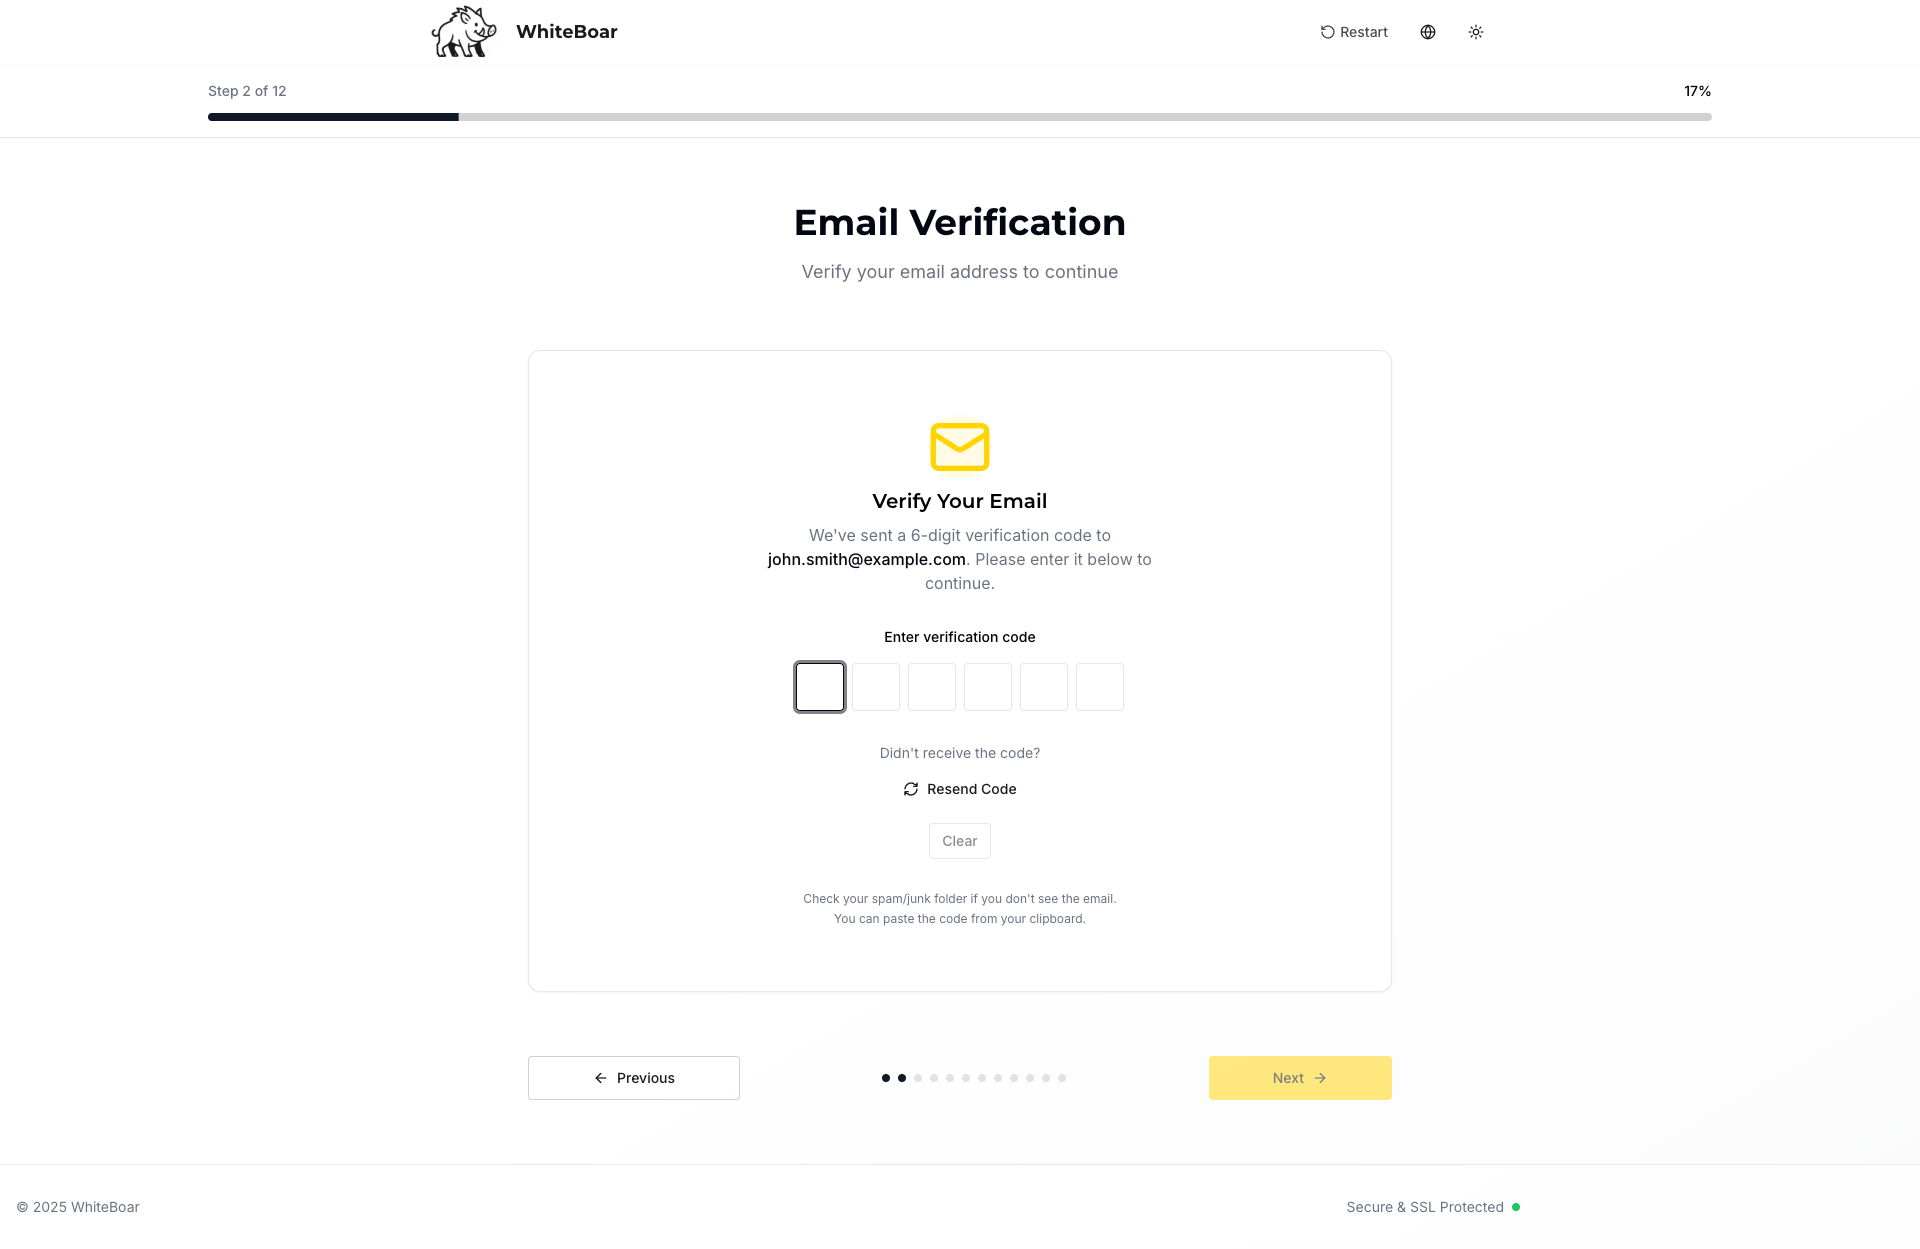 WhiteBoar
Restart
Step 2 of 12
17%
Email Verification
Verify your email address to continue
Verify Your Email
We've sent a 6-digit verification code to
john.smith@example.com. Please enter it below to
continue.
Enter verification code
Didn't receive the code?
Resend Code
Clear
Check your spam/junk folder if you don't see the email.
You can paste the code from your clipboard.
Previous
Next
© 2025 WhiteBoar
Secure & SSL Protected